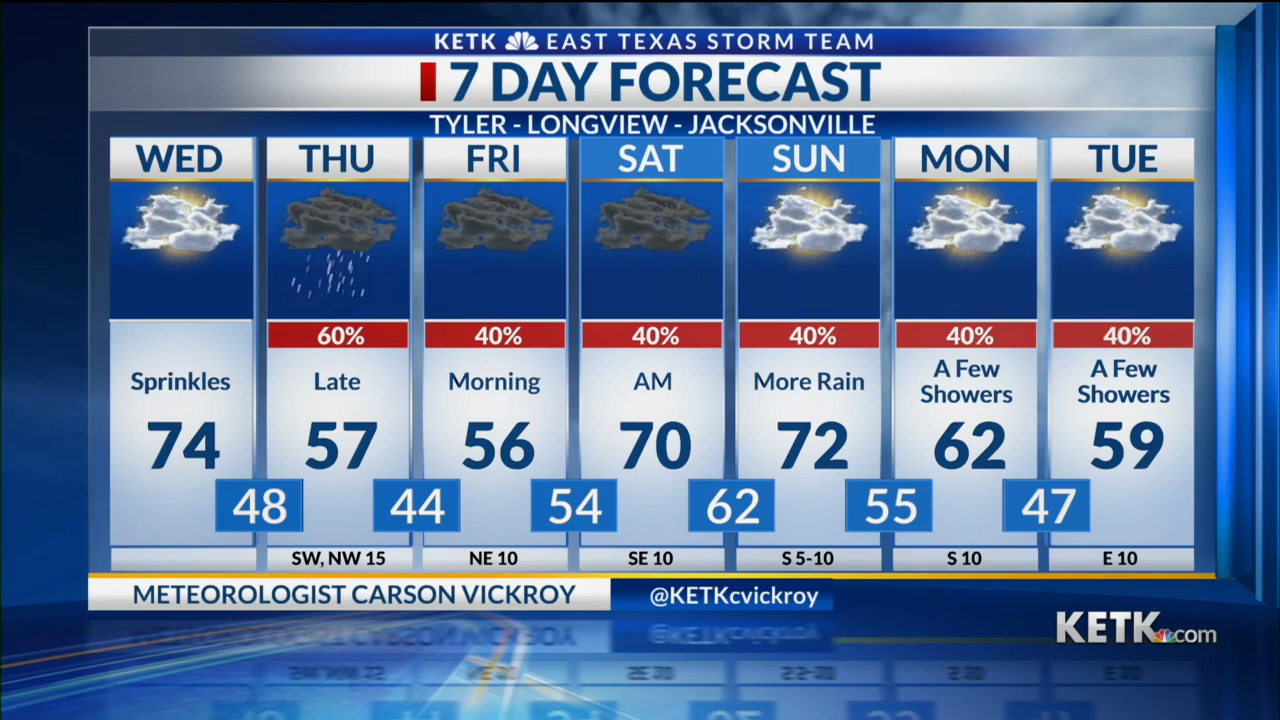 KETK EAST TEXAS STORM TEAM
7 DAY FORECAST
TYLER - LONGVIEW - JACKSONVILLE
WED THU FRI SAT SUN MON TUE
60% 40% 40% 40% 40% 40%
Sprinkles Late Morning AM More Rain A Few Showers A Few Showers
74 57 56 70 72 62 59
48 44 54 62 55 47
SW, NW 15 NE 10 SE 10 S 5-10 S 10 E 10
METEOROLOGIST CARSON VICKROY @KETKcvickroy
KETK.com